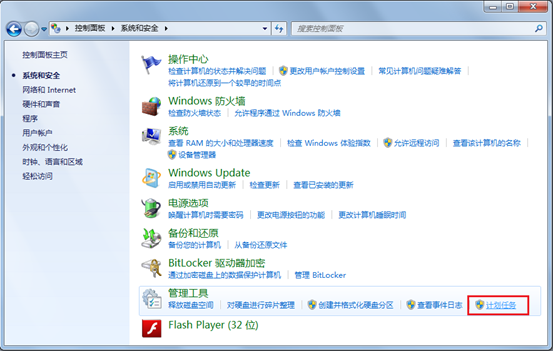 控制面板 ▸ 系统和安全 ▸
搜索控制面板
控制面板主页
系统和安全
网络和 Internet
硬件和声音
程序
用户帐户
外观和个性化
时钟、语言和区域
轻松访问
操作中心
检查计算机的状态并解决问题 更改用户帐户控制设置 常见计算机问题疑难解答
将计算机还原到一个较早的时间点
Windows 防火墙
检查防火墙状态 允许程序通过 Windows 防火墙
系统
查看 RAM 的大小和处理器速度 检查 Windows 体验指数 允许远程访问 查看该计算机的名称
设备管理器
Windows Update
启用或禁用自动更新 检查更新 查看已安装的更新
电源选项
唤醒计算机时需要密码 更改电源按钮的功能 更改计算机睡眠时间
备份和还原
备份您的计算机 从备份还原文件
BitLocker 驱动器加密
通过加密磁盘上的数据保护计算机 管理 BitLocker
管理工具
释放磁盘空间 对硬盘进行碎片整理 创建并格式化硬盘分区 查看事件日志 计划任务
Flash Player (32 位)